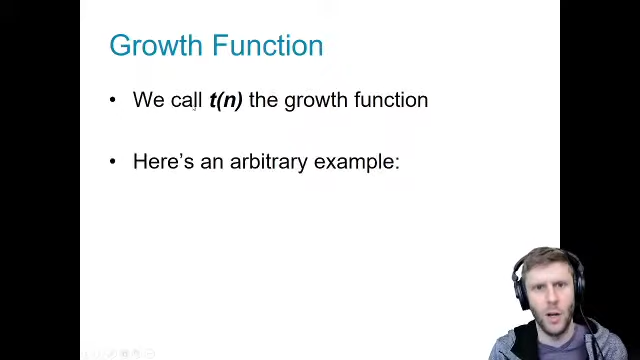 Growth Function
• We call t(n) the growth function
• Here's an arbitrary example: